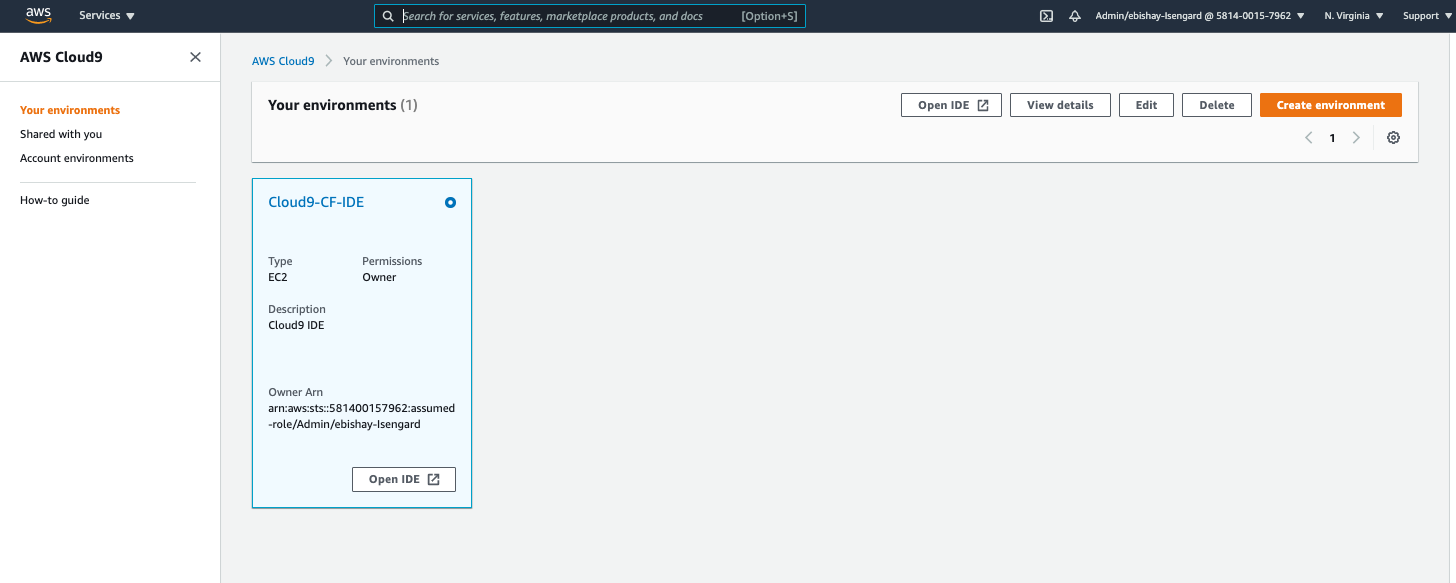 aws Services Search for services, features, marketplace products, and docs [Option+S] Admin/ebishay-Isengard @ 5814-0015-7962 N. Virginia Support
AWS Cloud9
Your environments
Shared with you
Account environments
How-to guide
AWS Cloud9 Your environments
Your environments (1) Open IDE View details Edit Delete Create environment
1
Cloud9-CF-IDE
Type Permissions
EC2 Owner
Description
Cloud9 IDE
Owner Arn
arn:aws:sts::581400157962:assumed
-role/Admin/ebishay-Isengard
Open IDE